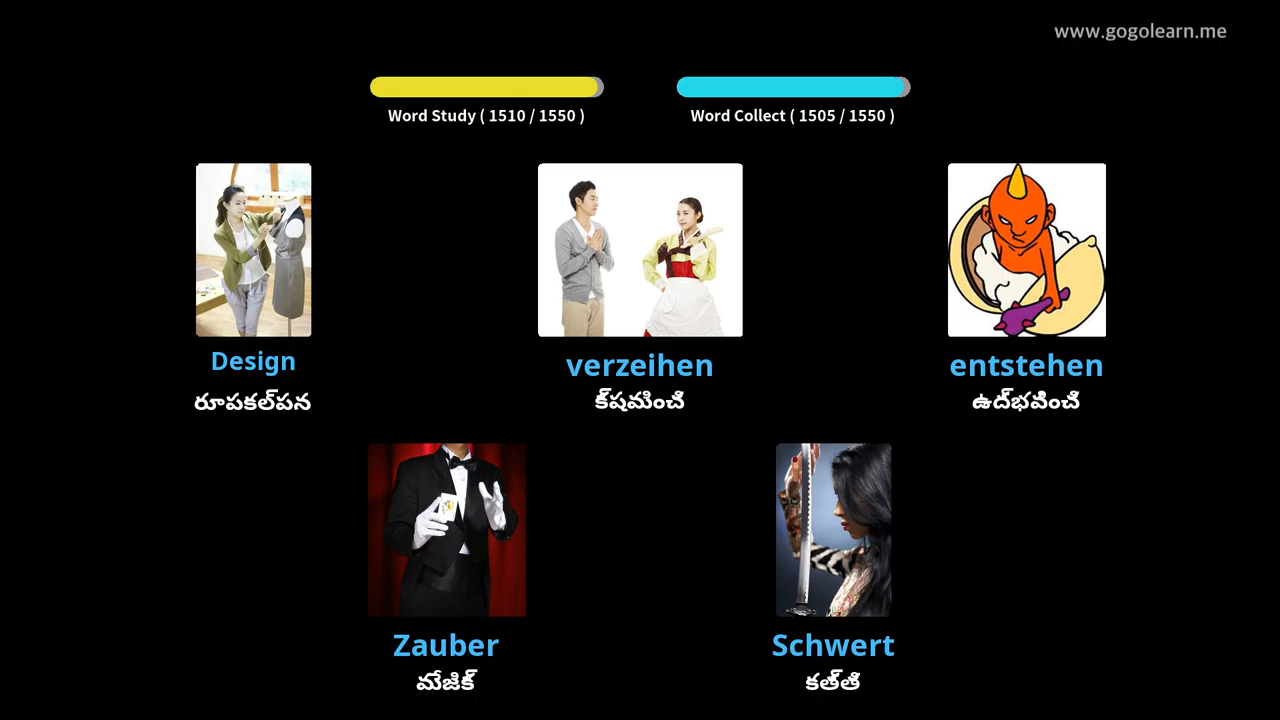 www.gogolearn.me
Word Study ( 1510 / 1550 )
Word Collect ( 1505 / 1550 )
Design
verzeihen
entstehen
రూపకల్‌పన
క్‌షమించి
ఉద్‌భవించి
Zauber
Schwert
మేజిక్
కత్‌తి